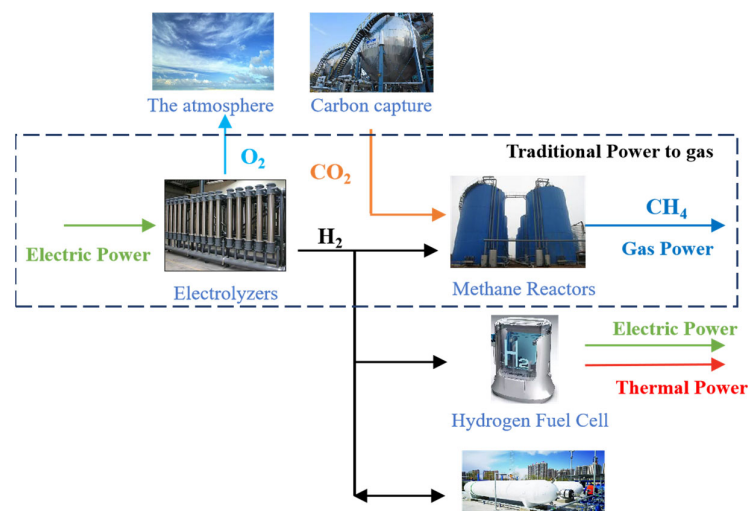 The atmosphere
Carbon capture
Traditional Power to gas
O2
CO2
CH4
H2
Electric Power
Gas Power
Electrolyzers
Methane Reactors
Electric Power
H2
Thermal Power
Hydrogen Fuel Cell